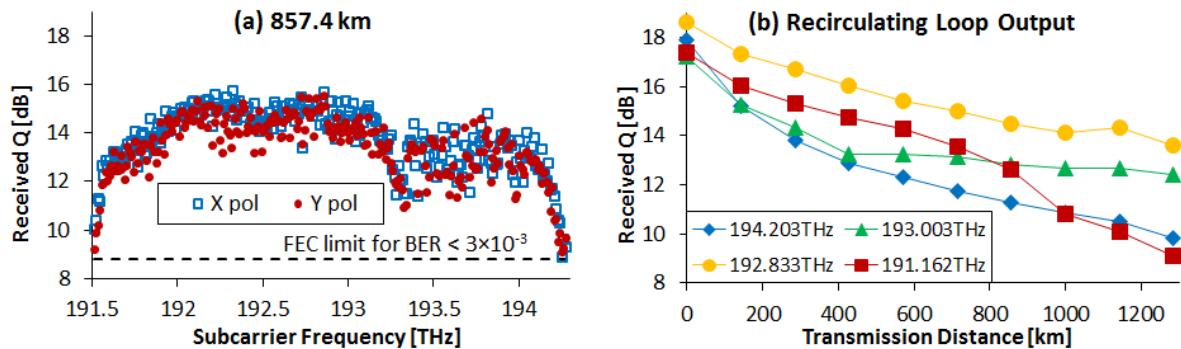 (a) 857.4 km
Received Q [dB]
18
16
14
12
10
8
X pol
Y pol
FEC limit for BER < 3×10⁻³
191.5 192 192.5 193 193.5 194
Subcarrier Frequency [THz]
(b) Recirculating Loop Output
Received Q [dB]
18
16
14
12
10
8
194.203THz 193.003THz
192.833THz 191.162THz
0 200 400 600 800 1000 1200
Transmission Distance [km]